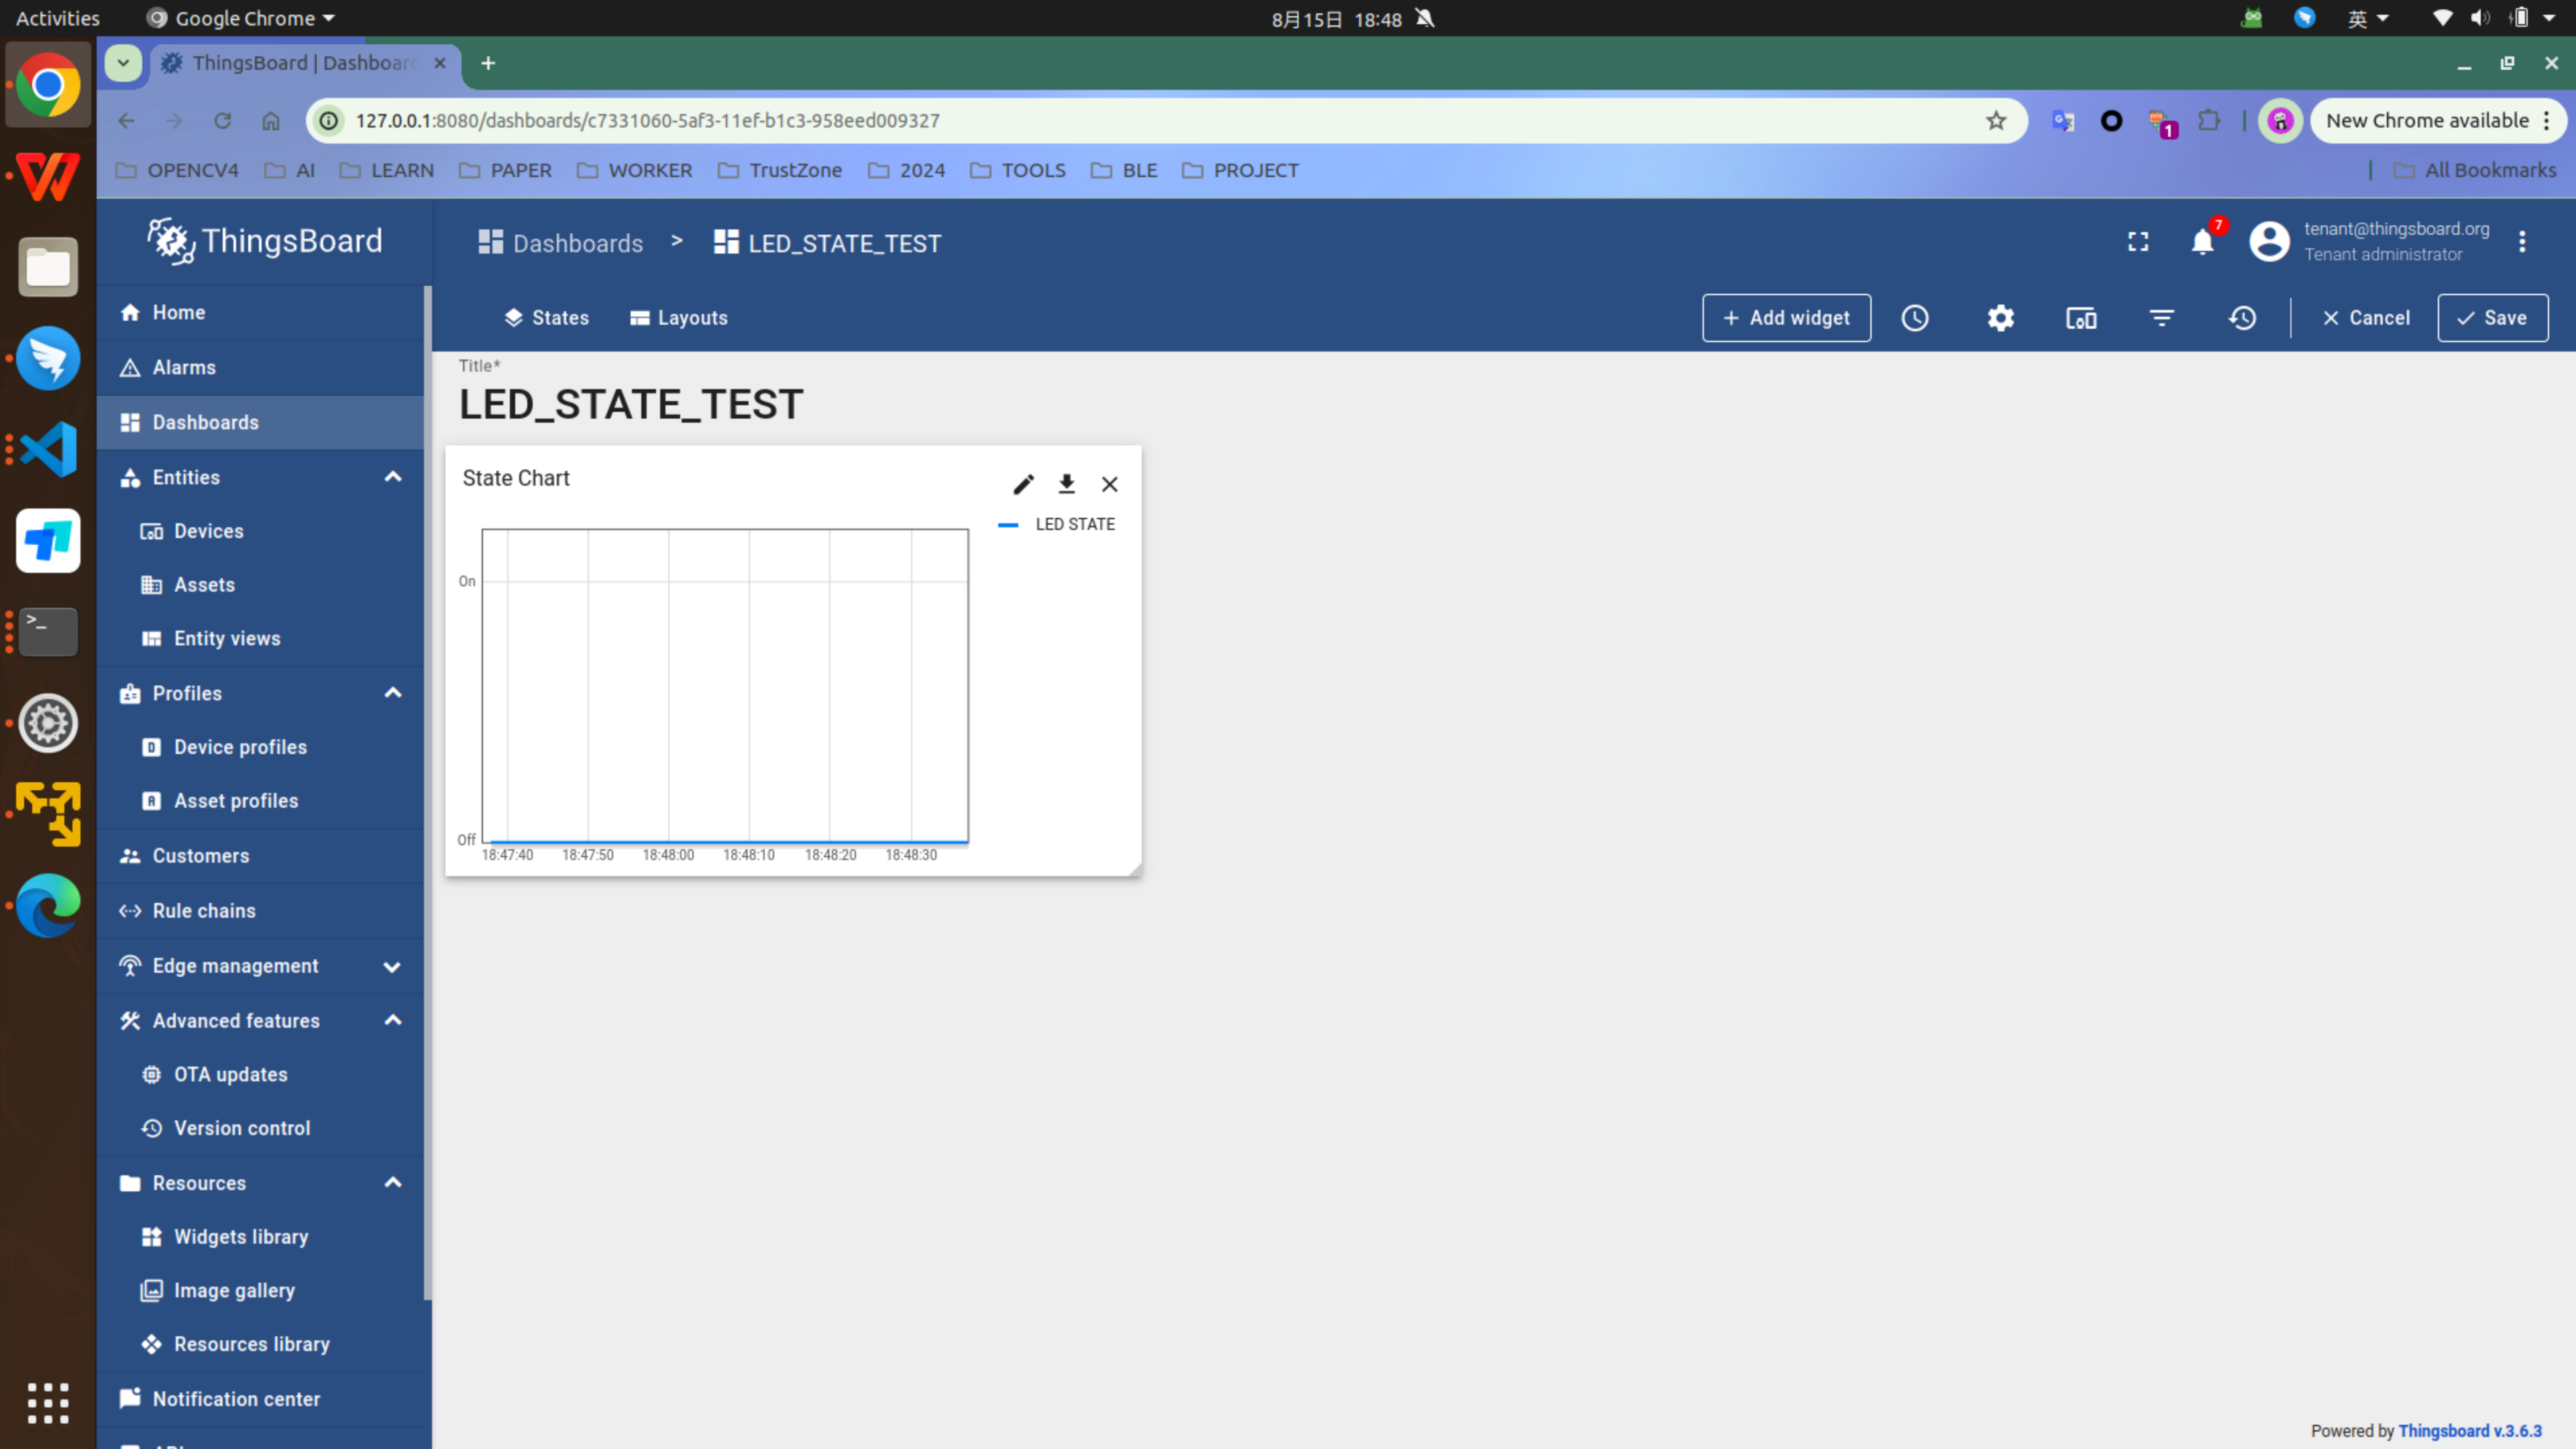 Activities
Google Chrome
8月15日 18:48
英
ThingsBoard | Dashboar
127.0.0.1:8080/dashboards/c7331060-5af3-11ef-b1c3-958eed009327
1
New Chrome available
OPENCV4
AI
LEARN
PAPER
WORKER
TrustZone
2024
TOOLS
BLE
PROJECT
All Bookmarks
ThingsBoard
Dashboards > LED_STATE_TEST
7
tenant@thingsboard.org
Tenant administrator
Home
States
Layouts
+ Add widget
Cancel
Save
Alarms
Dashboards
Entities
Devices
Assets
Entity views
Profiles
Device profiles
Asset profiles
Customers
Rule chains
Edge management
Advanced features
OTA updates
Version control
Resources
Widgets library
Image gallery
Resources library
Notification center
Title*
LED_STATE_TEST
State Chart
LED STATE
On
Off
18:47:40 18:47:50 18:48:00 18:48:10 18:48:20 18:48:30
Powered by Thingsboard v.3.6.3